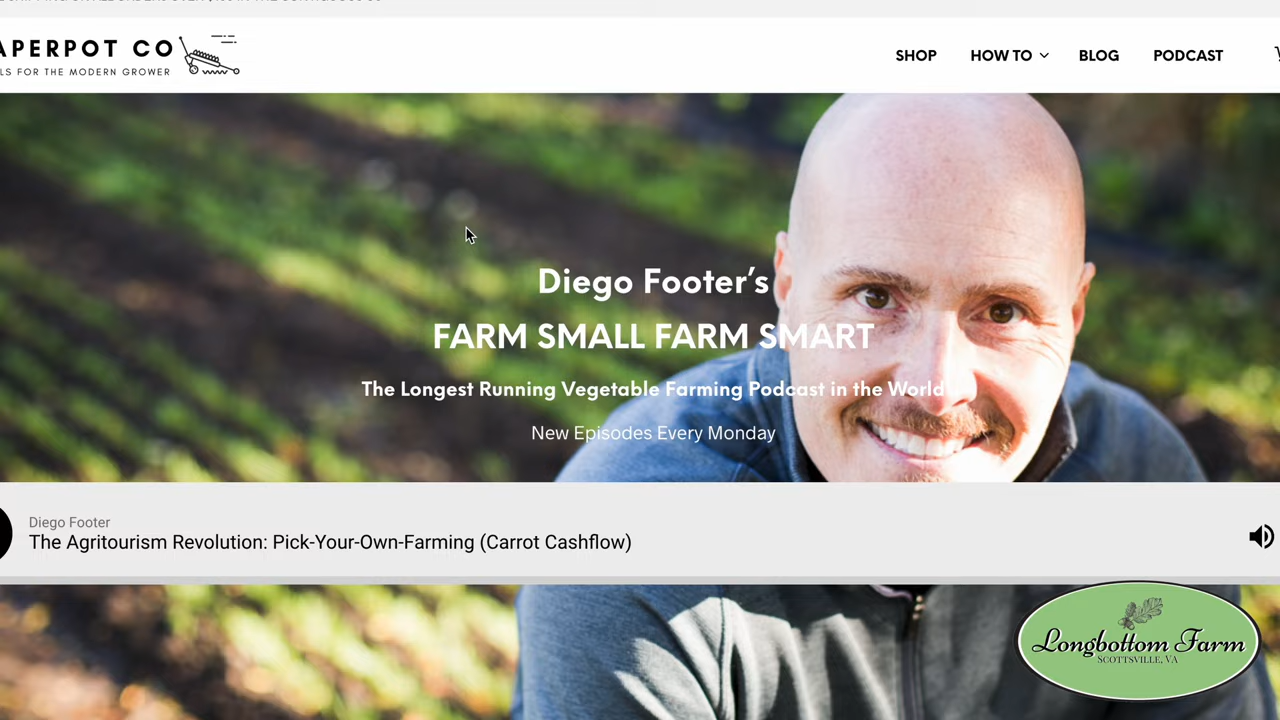 APERPOT CO
LS FOR THE MODERN GROWER
SHOP
HOW TO
BLOG
PODCAST
Diego Footer's
FARM SMALL FARM SMART
The Longest Running Vegetable Farming Podcast in the World
New Episodes Every Monday
Diego Footer
The Agritourism Revolution: Pick-Your-Own-Farming (Carrot Cashflow)
Longbottom Farm
SCOTTSVILLE, VA